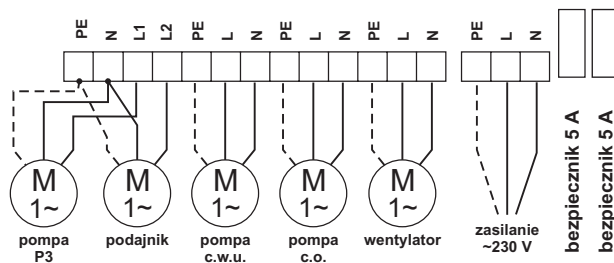 PE N L1 L2 PE L N PE L N PE L N PE L N
M 1~ M 1~ M 1~ M 1~ M 1~
pompa P3
podajnik
pompa c.w.u.
pompa c.o.
wentylator
zasilanie ~230 V
bezpiecznik 5 A
bezpiecznik 5 A